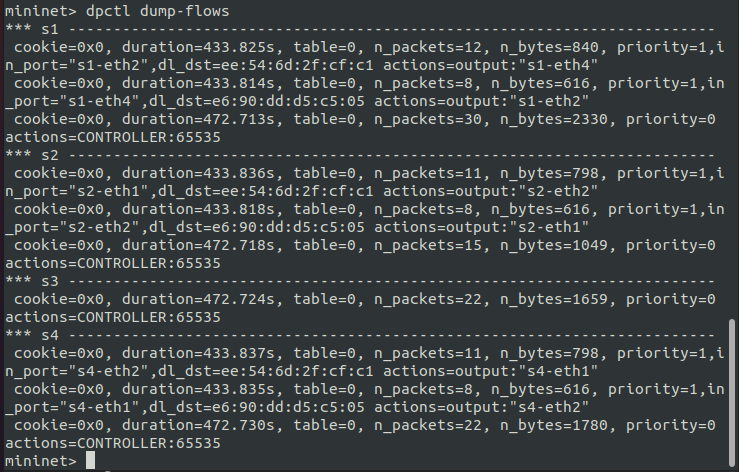 mininet> dpctl dump-flows
*** s1 ------------------------------------------------------------------------
 cookie=0x0, duration=433.825s, table=0, n_packets=12, n_bytes=840, priority=1,i
n_port="s1-eth2",dl_dst=ee:54:6d:2f:cf:c1 actions=output:"s1-eth4"
 cookie=0x0, duration=433.814s, table=0, n_packets=8, n_bytes=616, priority=1,in
_port="s1-eth4",dl_dst=e6:90:dd:d5:c5:05 actions=output:"s1-eth2"
 cookie=0x0, duration=472.713s, table=0, n_packets=30, n_bytes=2330, priority=0
actions=CONTROLLER:65535
*** s2 ------------------------------------------------------------------------
 cookie=0x0, duration=433.836s, table=0, n_packets=11, n_bytes=798, priority=1,i
n_port="s2-eth1",dl_dst=ee:54:6d:2f:cf:c1 actions=output:"s2-eth2"
 cookie=0x0, duration=433.818s, table=0, n_packets=8, n_bytes=616, priority=1,in
_port="s2-eth2",dl_dst=e6:90:dd:d5:c5:05 actions=output:"s2-eth1"
 cookie=0x0, duration=472.718s, table=0, n_packets=15, n_bytes=1049, priority=0
actions=CONTROLLER:65535
*** s3 ------------------------------------------------------------------------
 cookie=0x0, duration=472.724s, table=0, n_packets=22, n_bytes=1659, priority=0
actions=CONTROLLER:65535
*** s4 ------------------------------------------------------------------------
 cookie=0x0, duration=433.837s, table=0, n_packets=11, n_bytes=798, priority=1,i
n_port="s4-eth2",dl_dst=ee:54:6d:2f:cf:c1 actions=output:"s4-eth1"
 cookie=0x0, duration=433.835s, table=0, n_packets=8, n_bytes=616, priority=1,in
_port="s4-eth1",dl_dst=e6:90:dd:d5:c5:05 actions=output:"s4-eth2"
 cookie=0x0, duration=472.730s, table=0, n_packets=22, n_bytes=1780, priority=0
actions=CONTROLLER:65535
mininet>